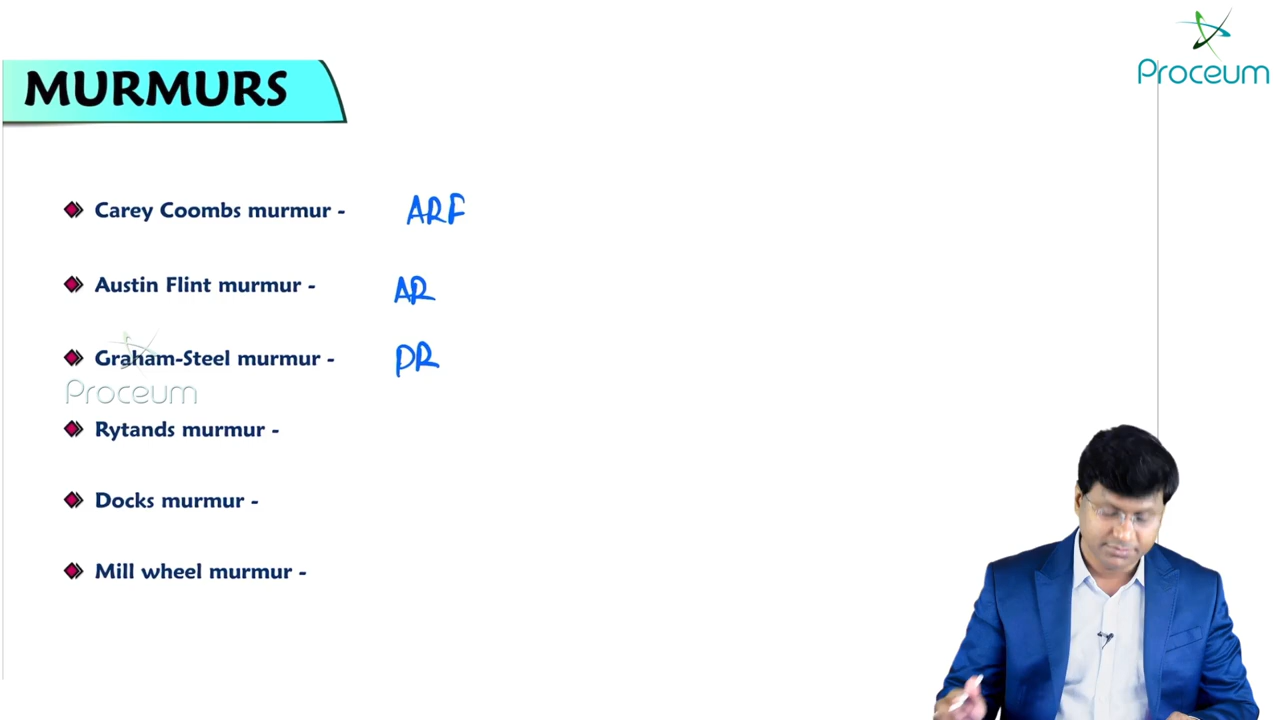 Proceum
MURMURS
Carey Coombs murmur - ARF
Austin Flint murmur - AR
Graham-Steel murmur - PR
Proceum
Rytands murmur -
Docks murmur -
Mill wheel murmur -